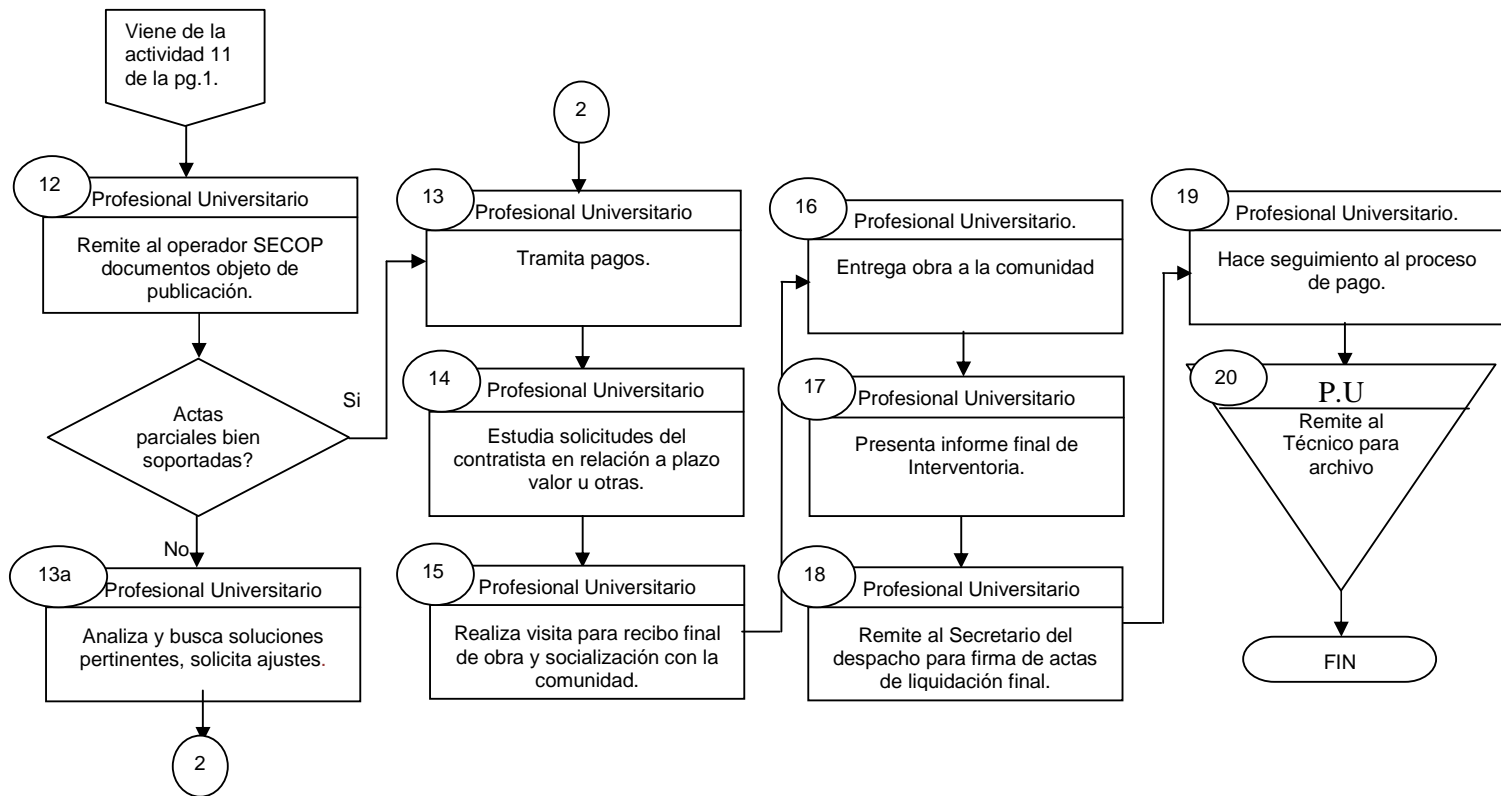 Viene de la
actividad 11
de la pg.1.
12
Profesional Universitario
Remite al operador SECOP
documentos objeto de
publicación.
Actas
parciales bien
soportadas?
Si
No
13a
Profesional Universitario
Analiza y busca soluciones
pertinentes, solicita ajustes.
2
2
13
Profesional Universitario
Tramita pagos.
14
Profesional Universitario
Estudia solicitudes del
contratista en relación a plazo
valor u otras.
15
Profesional Universitario
Realiza visita para recibo final
de obra y socialización con la
comunidad.
16
Profesional Universitario.
Entrega obra a la comunidad
17
Profesional Universitario
Presenta informe final de
Interventoria.
18
Profesional Universitario
Remite al Secretario del
despacho para firma de actas
de liquidación final.
19
Profesional Universitario.
Hace seguimiento al proceso
de pago.
20
P.U
Remite al
Técnico para
archivo
FIN